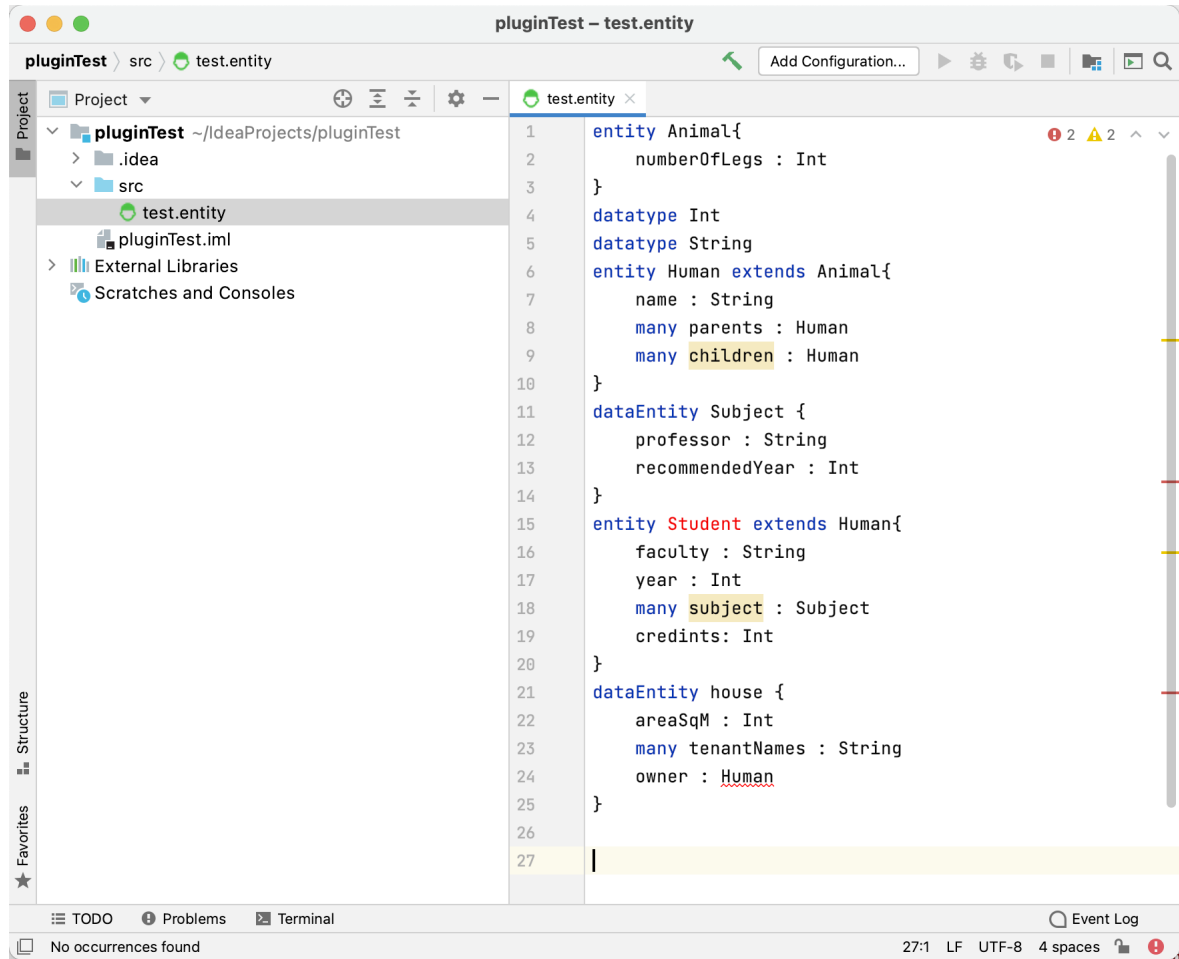 pluginTest – test.entity
pluginTest src test.entity
Add Configuration...
Project
Project
test.entity
pluginTest ~/IdeaProjects/pluginTest
.idea
src
test.entity
pluginTest.iml
External Libraries
Scratches and Consoles
2 2
1 entity Animal{
2 numberOfLegs : Int
3 }
4 datatype Int
5 datatype String
6 entity Human extends Animal{
7 name : String
8 many parents : Human
9 many children : Human
10 }
11 dataEntity Subject {
12 professor : String
13 recommendedYear : Int
14 }
15 entity Student extends Human{
16 faculty : String
17 year : Int
18 many subject : Subject
19 credints: Int
20 }
21 dataEntity house {
22 areaSqM : Int
23 many tenantNames : String
24 owner : Human
25 }
26
27
Structure
Favorites
TODO Problems Terminal Event Log
No occurrences found 27:1 LF UTF-8 4 spaces